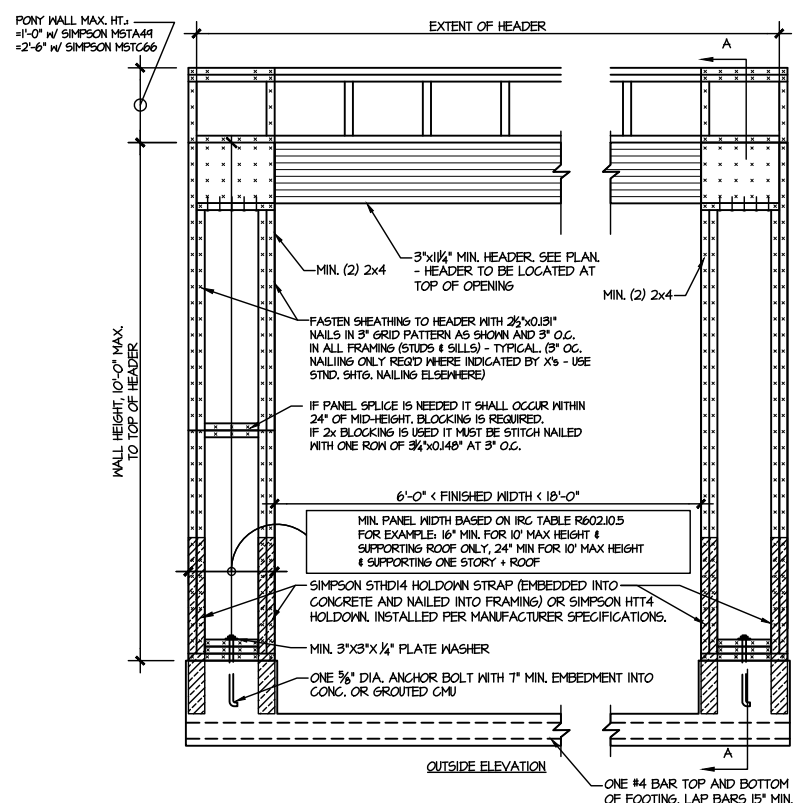 PONY WALL MAX. HT.:
=1'-0" W/ SIMPSON MSTA49
=2'-6" W/ SIMPSON MSTC66
EXTENT OF HEADER
A
3"x11¼" MIN. HEADER. SEE PLAN.
- HEADER TO BE LOCATED AT
TOP OF OPENING
MIN. (2) 2x4
MIN. (2) 2x4
FASTEN SHEATHING TO HEADER WITH 2½"x0.131"
NAILS IN 3" GRID PATTERN AS SHOWN AND 3" O.C.
IN ALL FRAMING (STUDS & SILLS) - TYPICAL. (3" OC.
NAILIING ONLY REQ'D WHERE INDICATED BY X's - USE
STND. SHTG. NAILING ELSEWHERE)
WALL HEIGHT, 10'-0" MAX.
TO TOP OF HEADER
IF PANEL SPLICE IS NEEDED IT SHALL OCCUR WITHIN
24" OF MID-HEIGHT. BLOCKING IS REQUIRED.
IF 2x BLOCKING IS USED IT MUST BE STITCH NAILED
WITH ONE ROW OF 3¼"x0.148" AT 3" O.C.
6'-0" < FINISHED WIDTH < 18'-0"
MIN. PANEL WIDTH BASED ON IRC TABLE R602.10.5
FOR EXAMPLE: 16" MIN. FOR 10' MAX HEIGHT &
SUPPORTING ROOF ONLY, 24" MIN FOR 10' MAX HEIGHT
& SUPPORTING ONE STORY + ROOF
SIMPSON STHD14 HOLDOWN STRAP (EMBEDDED INTO
CONCRETE AND NAILED INTO FRAMING) OR SIMPSON HTT4
HOLDOWN. INSTALLED PER MANUFACTURER SPECIFICATIONS.
MIN. 3"X3"X ¼" PLATE WASHER
ONE ⅝" DIA. ANCHOR BOLT WITH 7" MIN. EMBEDMENT INTO
CONC. OR GROUTED CMU
A
OUTSIDE ELEVATION
ONE #4 BAR TOP AND BOTTOM
OF FOOTING. LAP BARS 15" MIN.